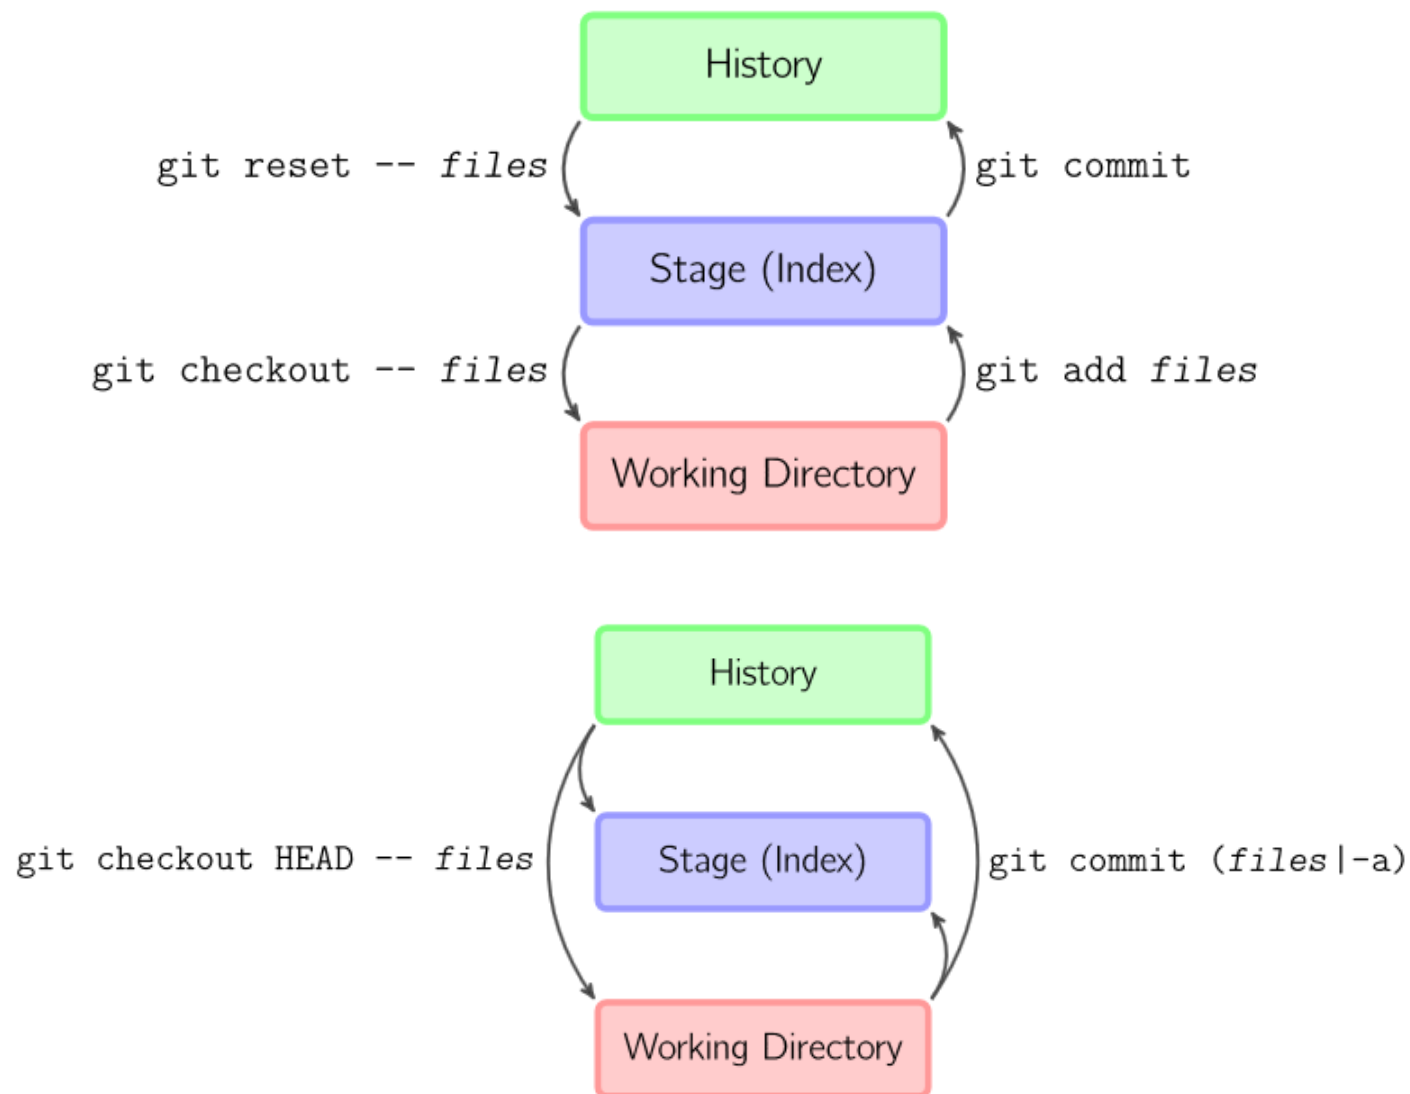 History
git reset -- files
git commit
Stage (Index)
git checkout -- files
git add files
Working Directory
History
git checkout HEAD -- files
Stage (Index)
git commit (files|-a)
Working Directory